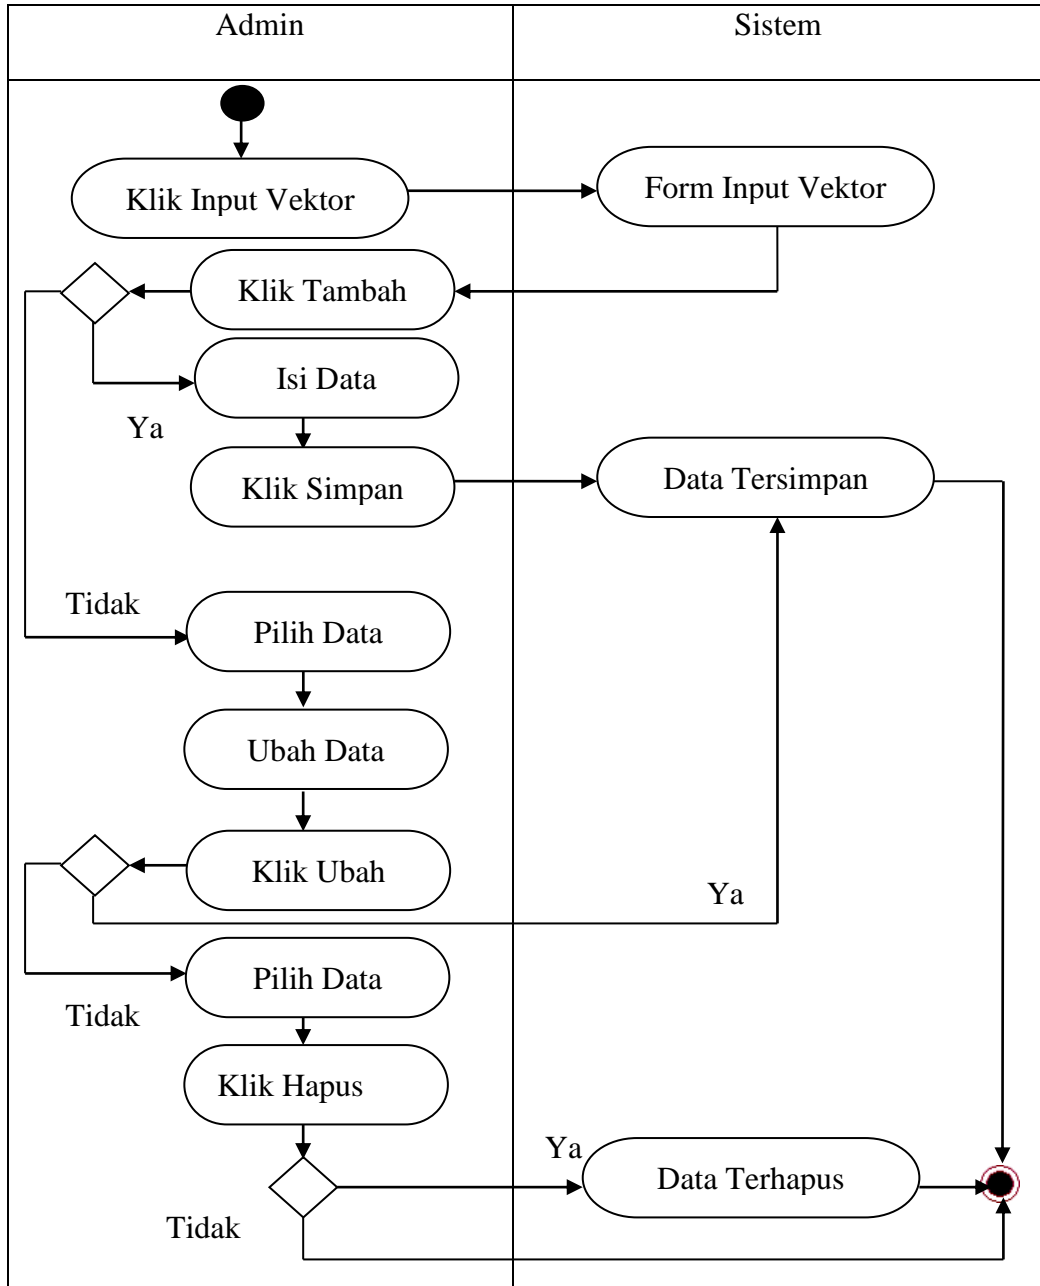 Admin
Sistem
Klik Input Vektor
Form Input Vektor
Klik Tambah
Isi Data
Ya
Klik Simpan
Data Tersimpan
Tidak
Pilih Data
Ubah Data
Klik Ubah
Ya
Pilih Data
Tidak
Klik Hapus
Ya
Data Terhapus
Tidak